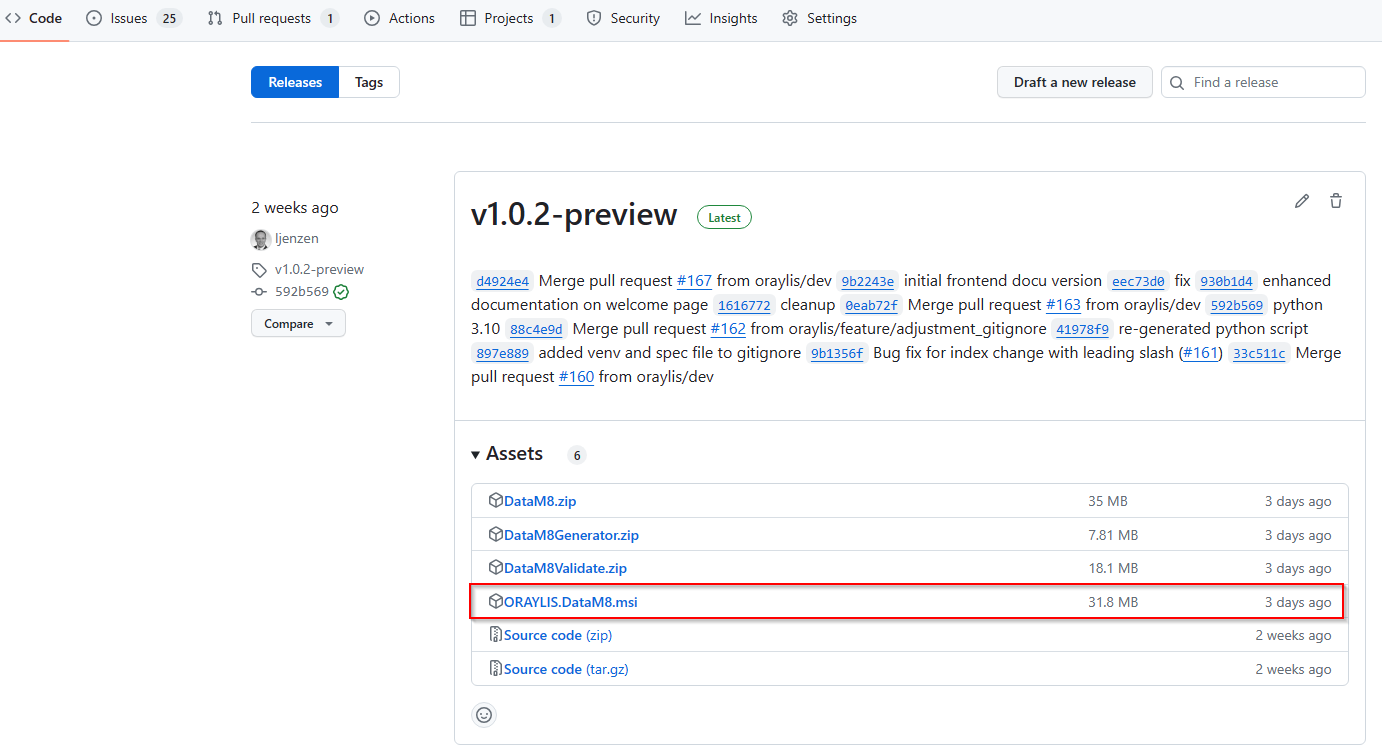 Code Issues 25 Pull requests 1 Actions Projects 1 Security Insights Settings
Releases Tags Draft a new release Find a release
2 weeks ago
ljenzen
v1.0.2-preview
592b569
Compare
v1.0.2-preview Latest
d4924e4 Merge pull request #167 from oraylis/dev 9b2243e initial frontend docu version eec73d0 fix 930b1d4 enhanced
documentation on welcome page 1616772 cleanup 0eab72f Merge pull request #163 from oraylis/dev 592b569 python
3.10 88c4e9d Merge pull request #162 from oraylis/feature/adjustment_gitignore 41978f9 re-generated python script
897e889 added venv and spec file to gitignore 9b1356f Bug fix for index change with leading slash (#161) 33c511c Merge
pull request #160 from oraylis/dev
Assets 6
DataM8.zip 35 MB 3 days ago
DataM8Generator.zip 7.81 MB 3 days ago
DataM8Validate.zip 18.1 MB 3 days ago
ORAYLIS.DataM8.msi 31.8 MB 3 days ago
Source code (zip) 2 weeks ago
Source code (tar.gz) 2 weeks ago